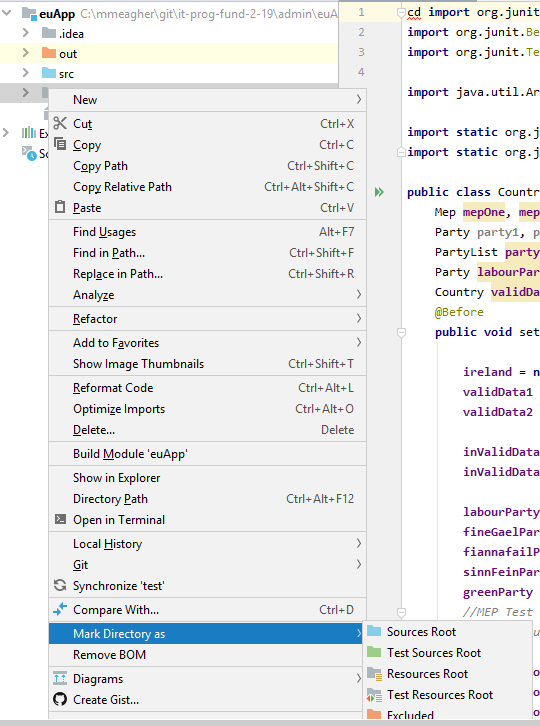 euApp C:\mmeagher\git\it-prog-fund-2-19\admin\euA
.idea
out
src
Ex
Sc
New
Cut Ctrl+X
Copy Ctrl+C
Copy Path Ctrl+Shift+C
Copy Relative Path Ctrl+Alt+Shift+C
Paste Ctrl+V
Find Usages Alt+F7
Find in Path... Ctrl+Shift+F
Replace in Path... Ctrl+Shift+R
Analyze
Refactor
Add to Favorites
Show Image Thumbnails Ctrl+Shift+T
Reformat Code Ctrl+Alt+L
Optimize Imports Ctrl+Alt+O
Delete... Delete
Build Module 'euApp'
Show in Explorer
Directory Path Ctrl+Alt+F12
Open in Terminal
Local History
Git
Synchronize 'test'
Compare With... Ctrl+D
Mark Directory as
Remove BOM
Diagrams
Create Gist...
Sources Root
Test Sources Root
Resources Root
Test Resources Root
Excluded
1 cd import org.junit
2 import org.junit.Be
3 import org.junit.Te
4
import java.util.Ar
import static org.j
import static org.j
public class Countr
Mep mepOne, mep
Party party1, p
PartyList party
Party labourPar
Country validDa
@Before
public void set
ireland = n
validData1
validData2
inValidData
inValidData
labourParty
fineGaelPar
fiannafailP
sinnFeinPar
greenParty
//MEP Test